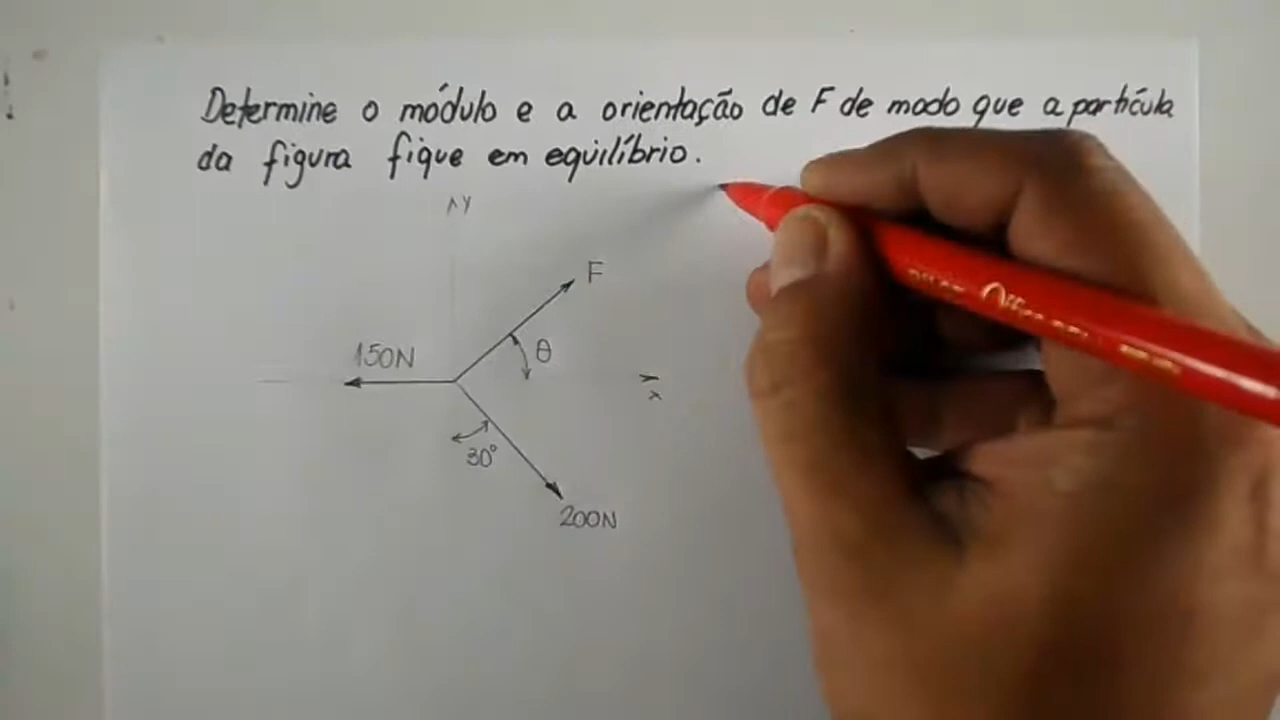 Determine o módulo e a orientação de F de modo que a partícula
da figura fique em equilíbrio.
y
F
150N
θ
x
30°
200N